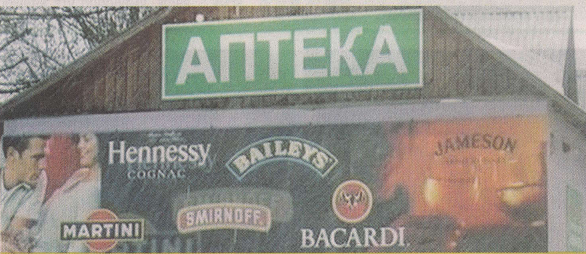 АПТЕКА
Hennessy
COGNAC
BAILEYS
JAMESON
SMIRNOFF
MARTINI
BACARDI